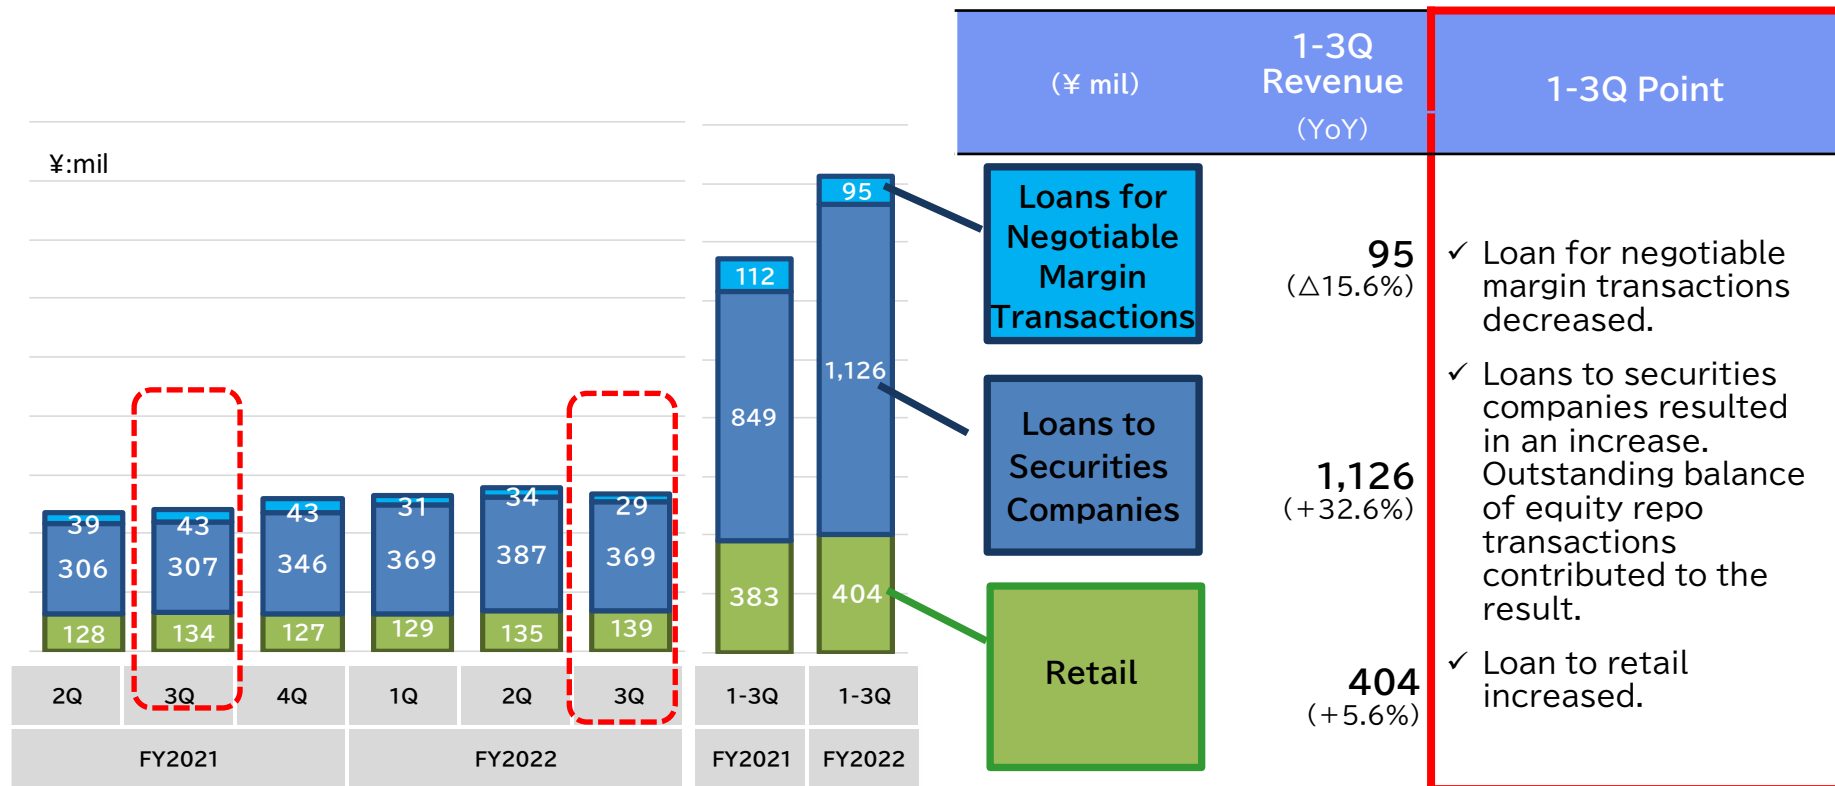 ¥:mil
39
43
43
31
34
29
306
307
346
369
387
369
128
134
127
129
135
139
2Q
3Q
4Q
1Q
2Q
3Q
FY2021
FY2022
112
849
383
95
1,126
404
1-3Q
1-3Q
FY2021
FY2022
(¥ mil)
1-3Q
Revenue
(YoY)
1-3Q Point
Loans for
Negotiable
Margin
Transactions
95
(△15.6%)
✓ Loan for negotiable
margin transactions
decreased.
Loans to
Securities
Companies
1,126
(+32.6%)
✓ Loans to securities
companies resulted
in an increase.
Outstanding balance
of equity repo
transactions
contributed to the
result.
Retail
404
(+5.6%)
✓ Loan to retail
increased.